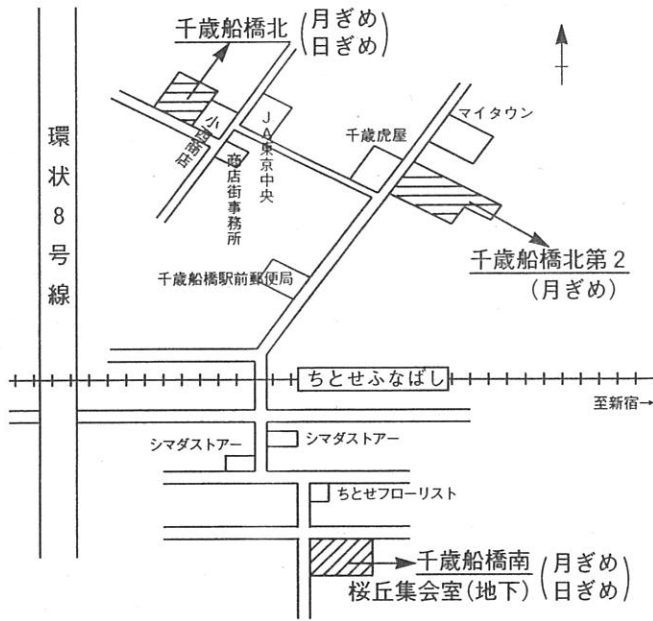 千歳船橋北
(月ぎめ
日ぎめ)
マイタウン
千歳虎屋
JA東京中央
小西商店
商店街事務所
環状8号線
千歳船橋北第2
(月ぎめ)
千歳船橋駅前郵便局
ちとせふなばし
至新宿→
シマダストアー
シマダストアー
ちとせフローリスト
千歳船橋南
桜丘集会室(地下)
(月ぎめ
日ぎめ)